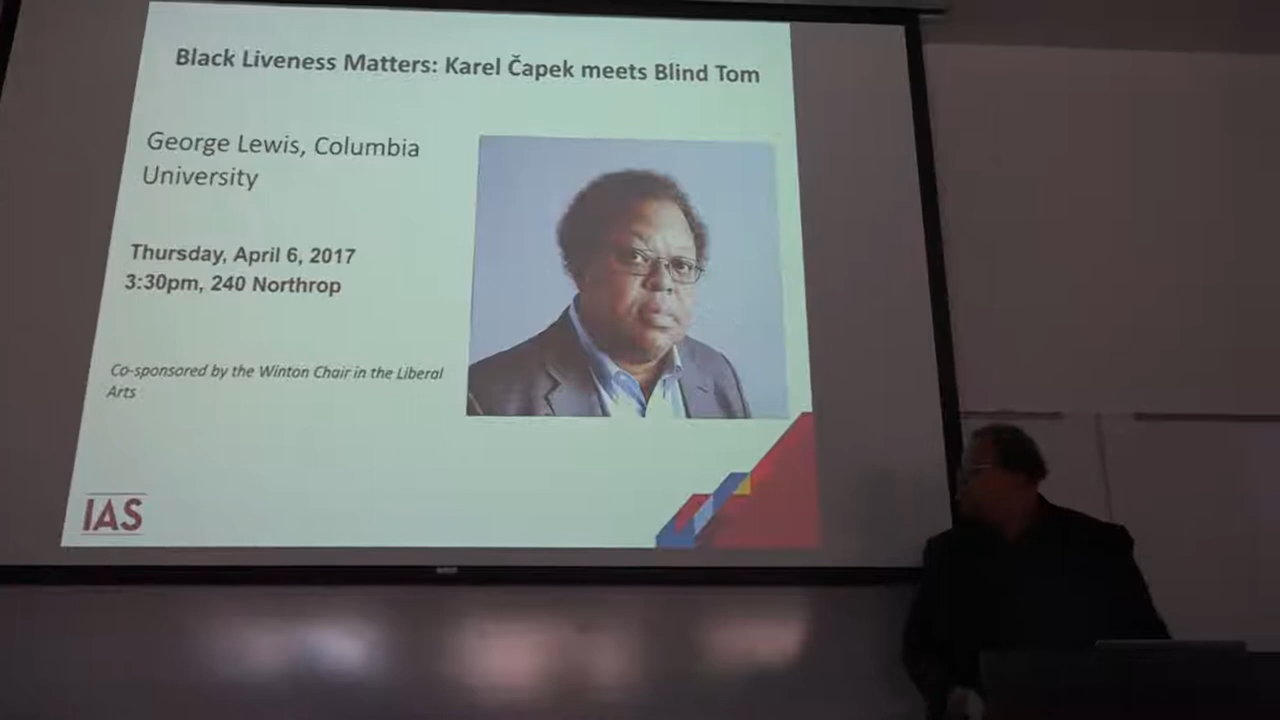 Black Liveness Matters: Karel Čapek meets Blind Tom
George Lewis, Columbia
University
Thursday, April 6, 2017
3:30pm, 240 Northrop
Co-sponsored by the Winton Chair in the Liberal
Arts
IAS